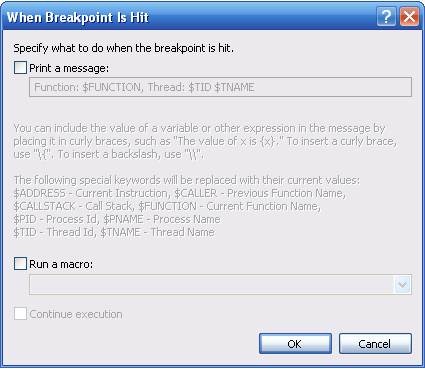 When Breakpoint Is Hit
Specify what to do when the breakpoint is hit.
Print a message:
Function: $FUNCTION, Thread: $TID $TNAME
You can include the value of a variable or other expression in the message by
placing it in curly braces, such as "The value of x is {x}." To insert a curly brace,
use "\{". To insert a backslash, use "\\".
The following special keywords will be replaced with their current values:
$ADDRESS - Current Instruction, $CALLER - Previous Function Name,
$CALLSTACK - Call Stack, $FUNCTION - Current Function Name,
$PID - Process Id, $PNAME - Process Name
$TID - Thread Id, $TNAME - Thread Name
Run a macro:
Continue execution
OK Cancel